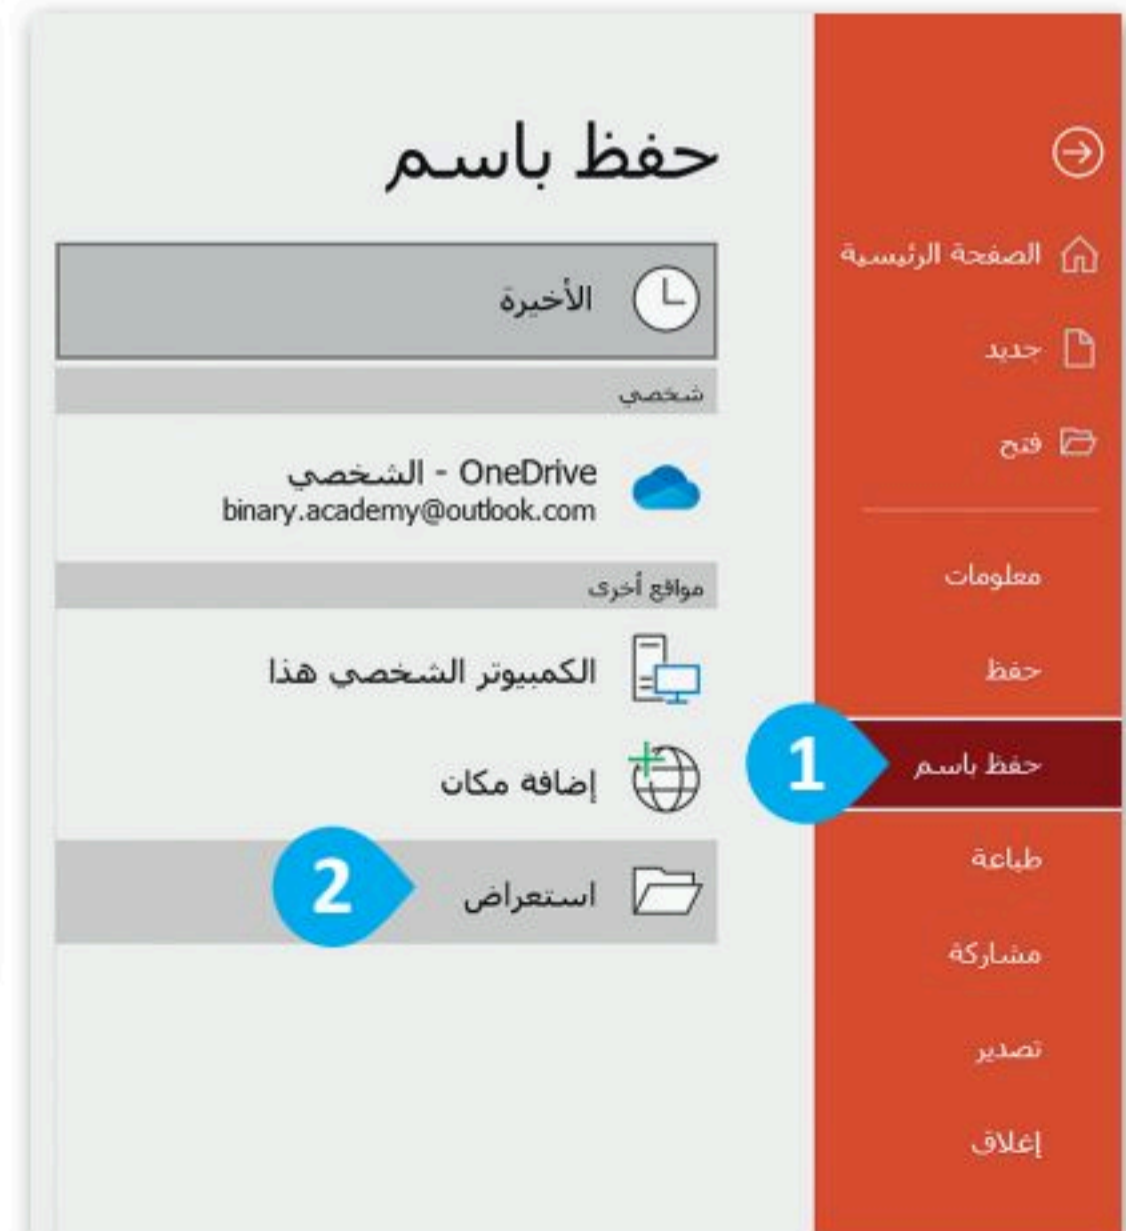 الصفحة الرئيسية
جديد
فتح
معلومات
حفظ
حفظ باسم
1
طباعة
مشاركة
تصدير
إغلاق
حفظ باسم
الأخيرة
شخصي
OneDrive - الشخصي
binary.academy@outlook.com
مواقع أخرى
الكمبيوتر الشخصي هذا
إضافة مكان
استعراض
2